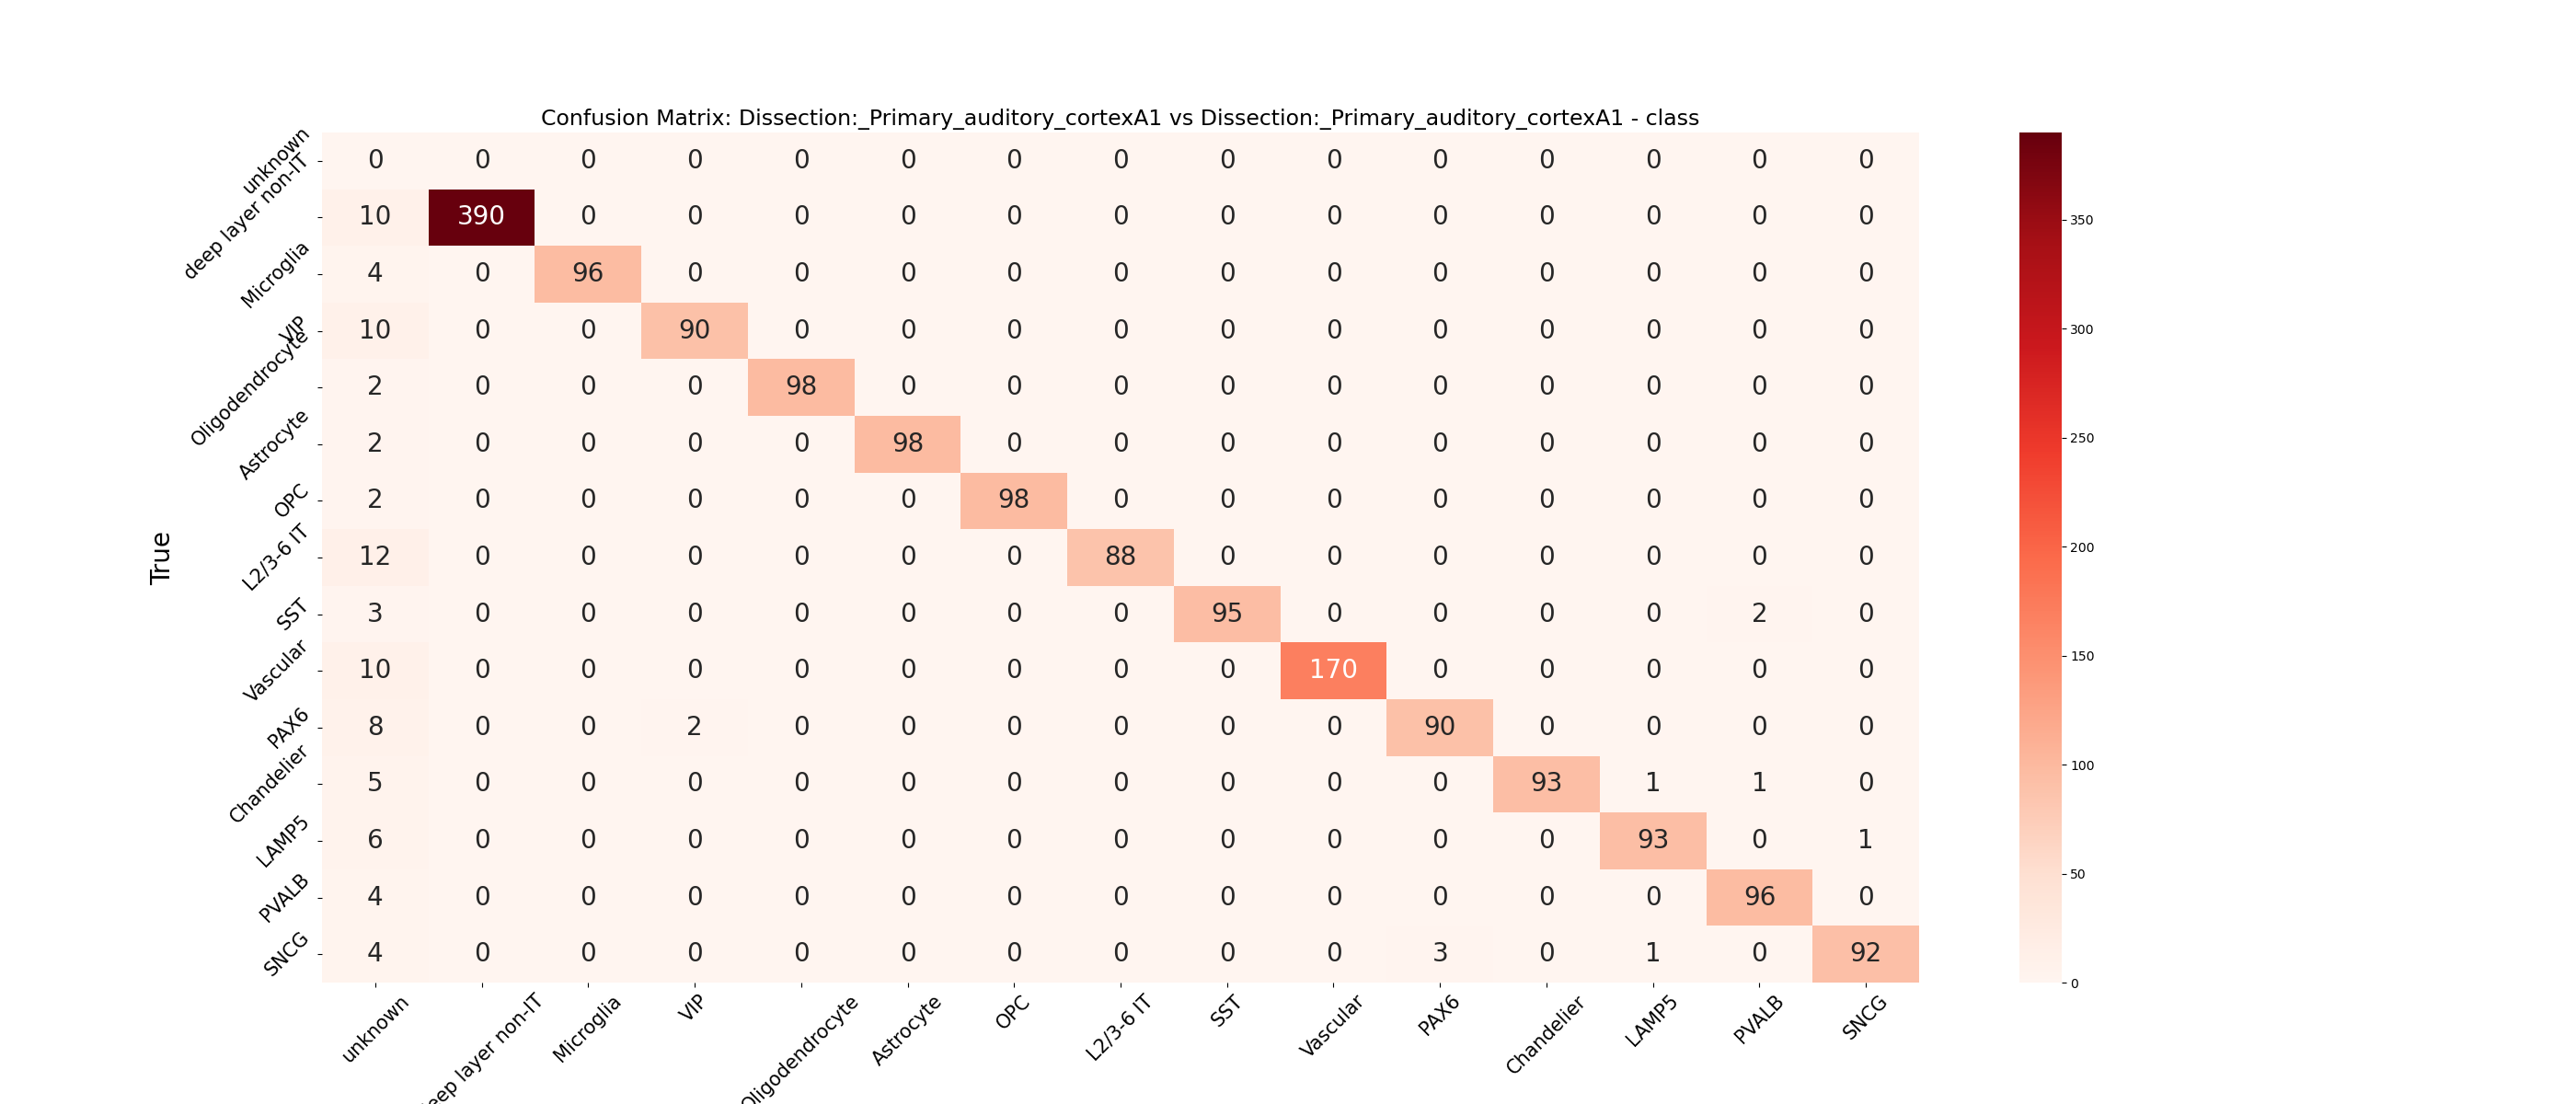 Confusion Matrix: Dissection:_Primary_auditory_cortexA1 vs Dissection:_Primary_auditory_cortexA1 - class
unknown 0 0 0 0 0 0 0 0 0 0 0 0 0 0 0
deep layer non-IT 10 390 0 0 0 0 0 0 0 0 0 0 0 0 0
Microglia 4 0 96 0 0 0 0 0 0 0 0 0 0 0 0
VIP 10 0 0 90 0 0 0 0 0 0 0 0 0 0 0
Oligodendrocyte 2 0 0 0 98 0 0 0 0 0 0 0 0 0 0
Astrocyte 2 0 0 0 0 98 0 0 0 0 0 0 0 0 0
OPC 2 0 0 0 0 0 98 0 0 0 0 0 0 0 0
L2/3-6 IT 12 0 0 0 0 0 0 88 0 0 0 0 0 0 0
SST 3 0 0 0 0 0 0 0 95 0 0 0 0 2 0
Vascular 10 0 0 0 0 0 0 0 0 170 0 0 0 0 0
PAX6 8 0 0 2 0 0 0 0 0 0 90 0 0 0 0
Chandelier 5 0 0 0 0 0 0 0 0 0 0 93 1 1 0
LAMP5 6 0 0 0 0 0 0 0 0 0 0 0 93 0 1
PVALB 4 0 0 0 0 0 0 0 0 0 0 0 0 96 0
SNCG 4 0 0 0 0 0 0 0 0 0 3 0 1 0 92
True
unknown layer non-IT Microglia VIP Oligodendrocyte Astrocyte OPC L2/3-6 IT SST Vascular PAX6 Chandelier LAMP5 PVALB SNCG
350
300
250
200
150
100
50
0